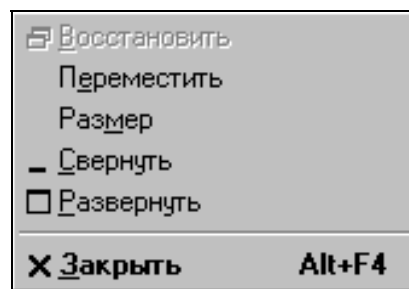 Восстановить
Переместить
Размер
Свернуть
Развернуть
Закрыть Alt+F4